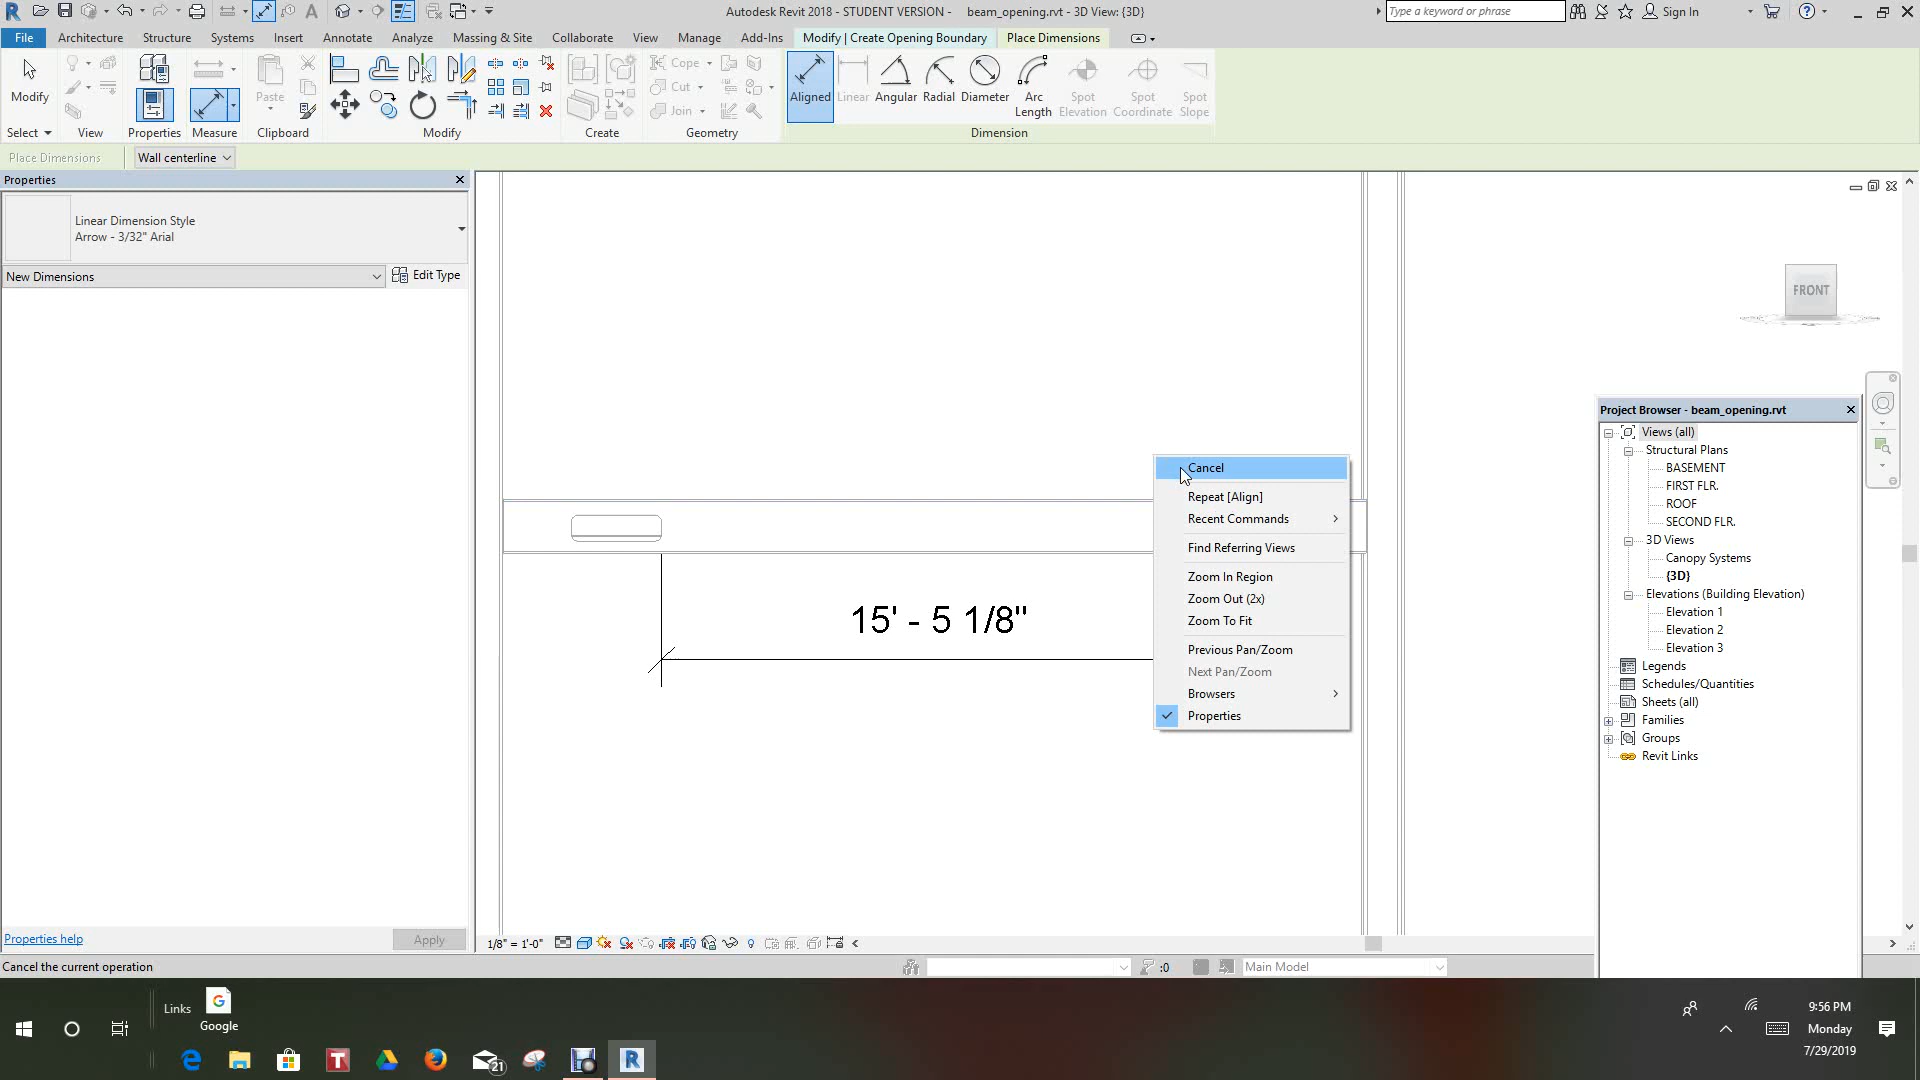 Autodesk Revit 2018 - STUDENT VERSION - beam_opening.rvt - 3D View: {3D}
Type a keyword or phrase
Sign In
File Architecture Structure Systems Insert Annotate Analyze Massing & Site Collaborate View Manage Add-Ins Modify | Create Opening Boundary Place Dimensions
Modify
Paste
Cope
Cut
Join
Aligned Linear Angular Radial Diameter Arc Length Spot Elevation Spot Coordinate Spot Slope
Select View Properties Measure Clipboard Modify Create Geometry Dimension
Place Dimensions Wall centerline
Properties
Linear Dimension Style
Arrow - 3/32" Arial
New Dimensions Edit Type
FRONT
15' - 5 1/8"
Cancel
Repeat [Align]
Recent Commands
Find Referring Views
Zoom In Region
Zoom Out (2x)
Zoom To Fit
Previous Pan/Zoom
Next Pan/Zoom
Browsers
Properties
Project Browser - beam_opening.rvt
Views (all)
Structural Plans
BASEMENT
FIRST FLR.
ROOF
SECOND FLR.
3D Views
Canopy Systems
{3D}
Elevations (Building Elevation)
Elevation 1
Elevation 2
Elevation 3
Legends
Schedules/Quantities
Sheets (all)
Families
Groups
Revit Links
Properties help Apply
1/8" = 1'-0"
Cancel the current operation
:0
Main Model
Links
Google
21
9:56 PM
Monday
7/29/2019